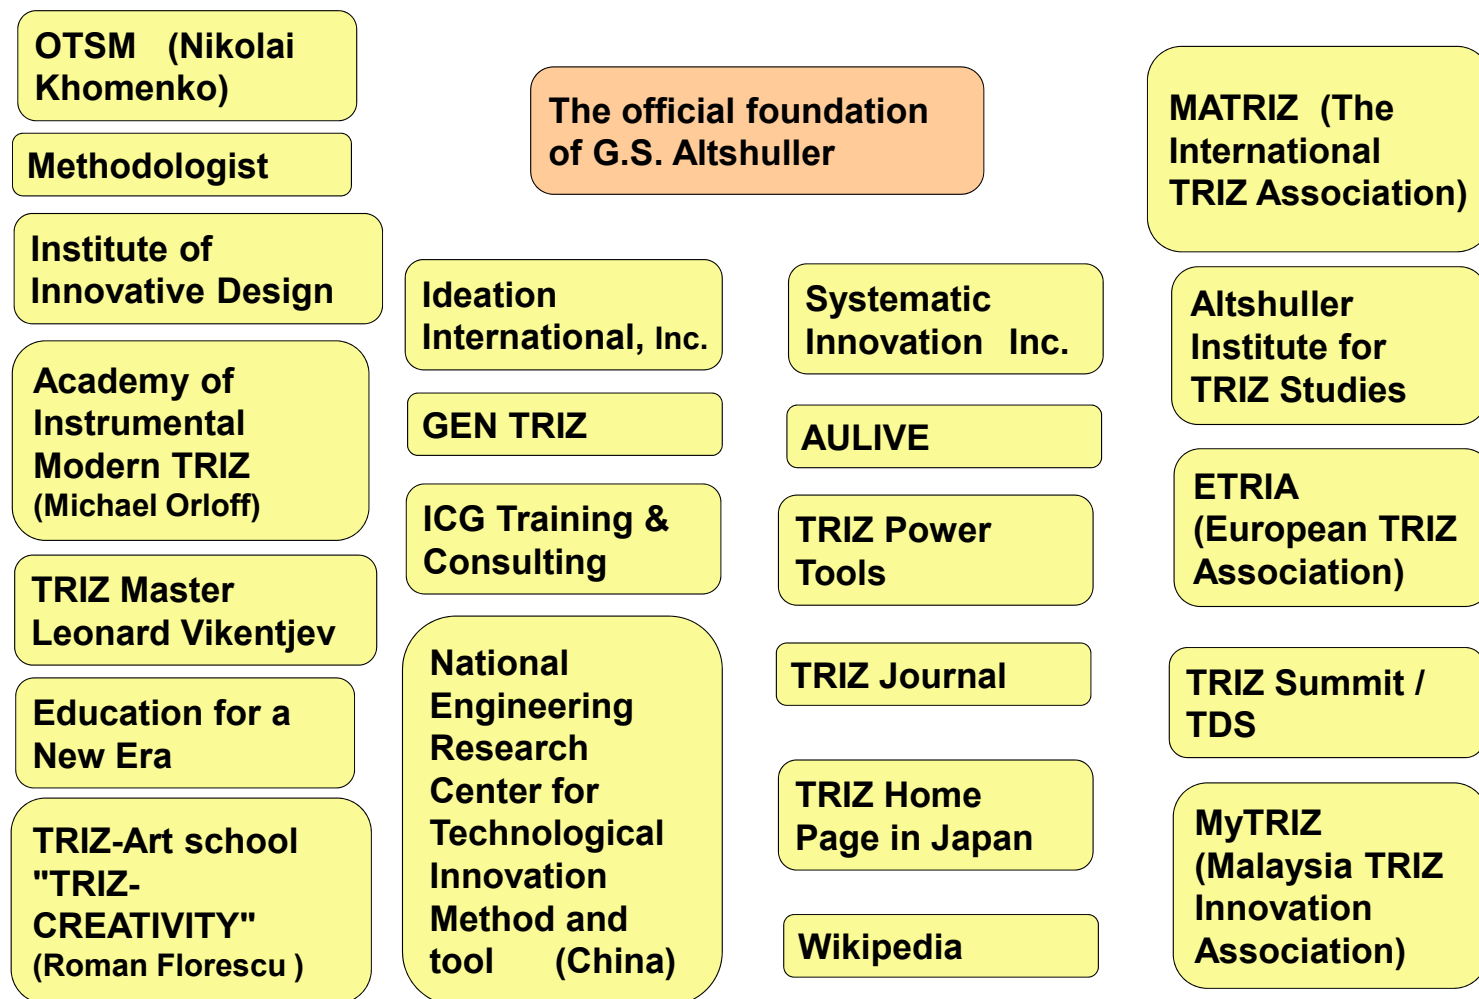 OTSM (Nikolai
Khomenko)
Methodologist
Institute of
Innovative Design
Academy of
Instrumental
Modern TRIZ
(Michael Orloff)
TRIZ Master
Leonard Vikentjev
Education for a
New Era
TRIZ-Art school
"TRIZ-
CREATIVITY"
(Roman Florescu )
The official foundation
of G.S. Altshuller
Ideation
International, Inc.
GEN TRIZ
ICG Training &
Consulting
National
Engineering
Research
Center for
Technological
Innovation
Method and
tool (China)
Systematic
Innovation Inc.
AULIVE
TRIZ Power
Tools
TRIZ Journal
TRIZ Home
Page in Japan
Wikipedia
MATRIZ (The
International
TRIZ Association)
Altshuller
Institute for
TRIZ Studies
ETRIA
(European TRIZ
Association)
TRIZ Summit /
TDS
MyTRIZ
(Malaysia TRIZ
Innovation
Association)